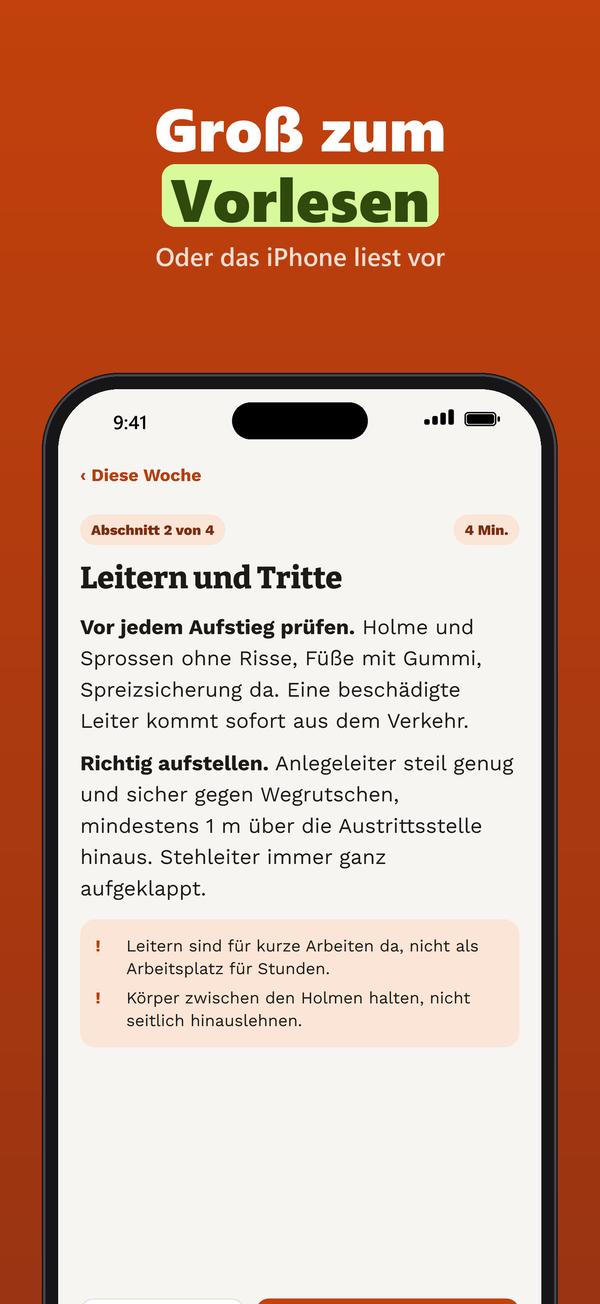 Groß zum
Vorlesen
Oder das iPhone liest vor
9:41
‹ Diese Woche
Abschnitt 2 von 4
4 Min.
Leitern und Tritte
Vor jedem Aufstieg prüfen. Holme und
Sprossen ohne Risse, Füße mit Gummi,
Spreizsicherung da. Eine beschädigte
Leiter kommt sofort aus dem Verkehr.
Richtig aufstellen. Anlegeleiter steil genug
und sicher gegen Wegrutschen,
mindestens 1 m über die Austrittsstelle
hinaus. Stehleiter immer ganz
aufgeklappt.
! Leitern sind für kurze Arbeiten da, nicht als
Arbeitsplatz für Stunden.
! Körper zwischen den Holmen halten, nicht
seitlich hinauslehnen.